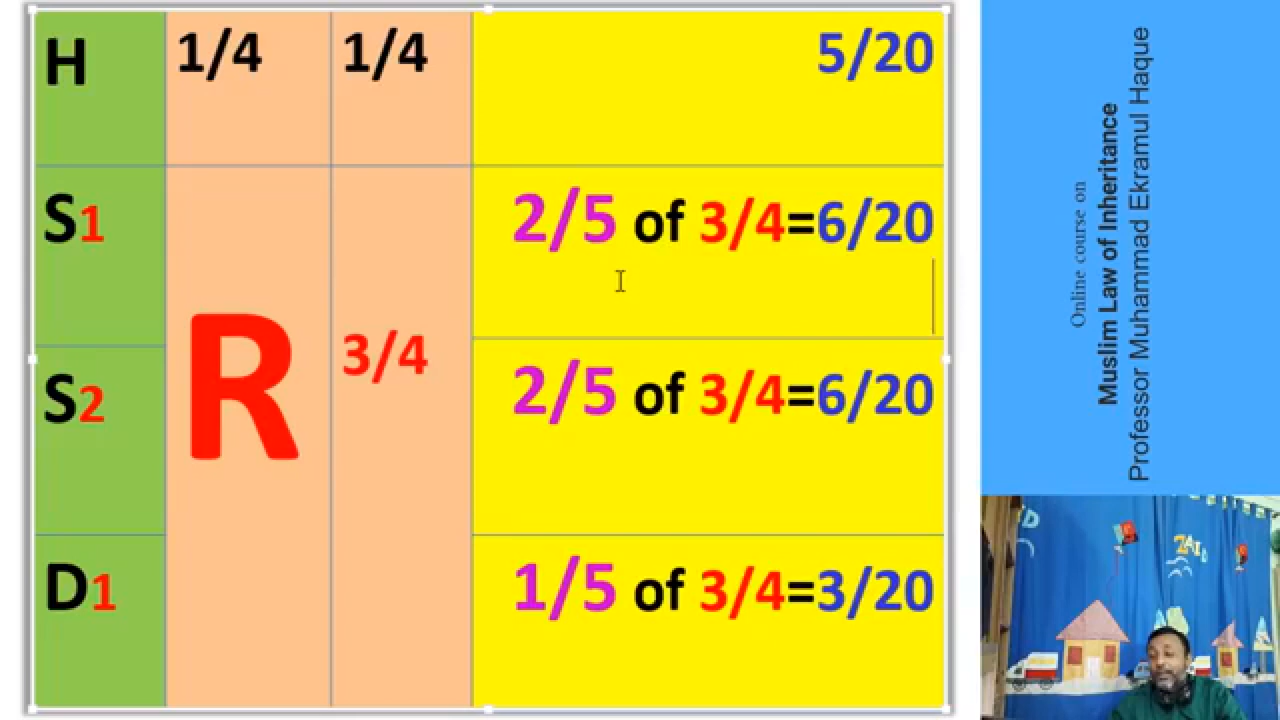 H 1/4 1/4 5/20
S1 2/5 of 3/4=6/20
R 3/4
S2 2/5 of 3/4=6/20
D1 1/5 of 3/4=3/20
Online course on
Muslim Law of Inheritance
Professor Muhammad Ekramul Haque
D
ZAID